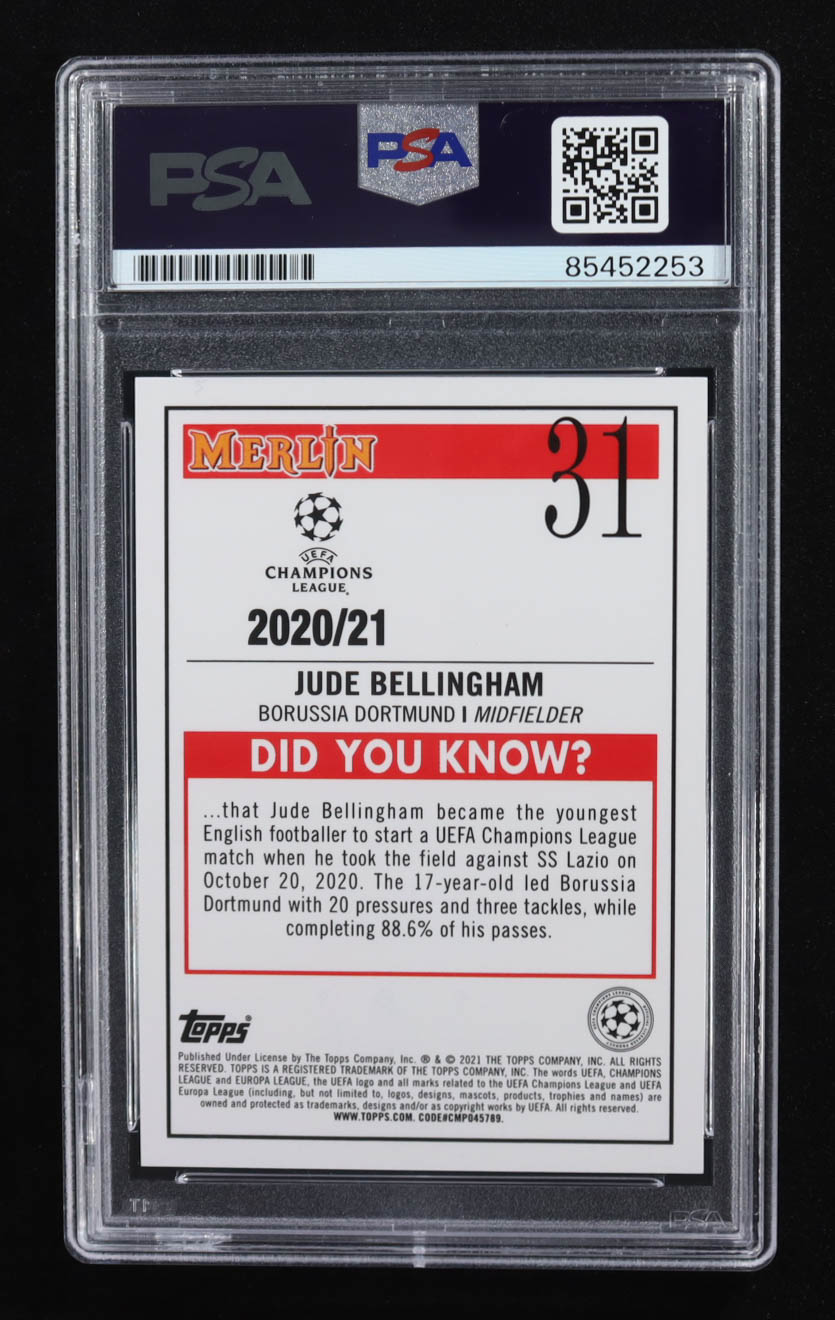 PSA
PSA
85452253
MERLIN
31
UEFA
CHAMPIONS
LEAGUE®
2020/21
JUDE BELLINGHAM
BORUSSIA DORTMUND I MIDFIELDER
DID YOU KNOW?
...that Jude Bellingham became the youngest
English footballer to start a UEFA Champions League
match when he took the field against SS Lazio on
October 20, 2020. The 17-year-old led Borussia
Dortmund with 20 pressures and three tackles, while
completing 88.6% of his passes.
Topps
Published Under License by The Topps Company, Inc. ® & © 2021 THE TOPPS COMPANY, INC. ALL RIGHTS
RESERVED. TOPPS IS A REGISTERED TRADEMARK OF THE TOPPS COMPANY, INC. The words UEFA, CHAMPIONS
LEAGUE and EUROPA LEAGUE, the UEFA logo and all marks related to the UEFA Champions League and UEFA
Europa League (including, but not limited to, logos, designs, mascots, products, trophies and names) are
owned and protected as trademarks, designs and/or as copyright works by UEFA. All rights reserved.
WWW.TOPPS.COM. CODE#CMP045789.
PSA